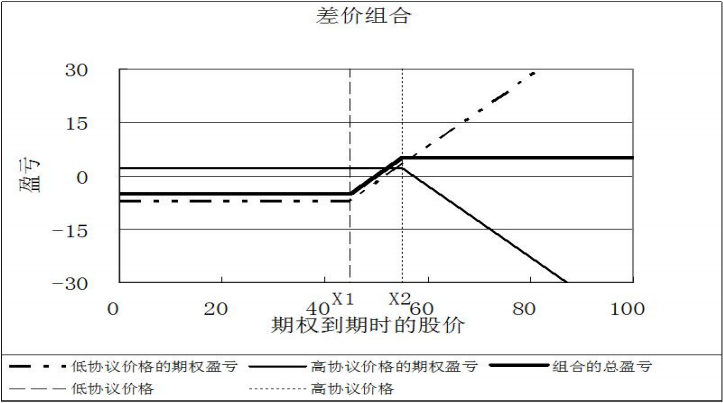 差价组合
30
15
0
-15
-30
盈亏
0 20 40 60 80 100
X1 X2
期权到期时的股价
低协议价格的期权盈亏 高协议价格的期权盈亏 组合的总盈亏
低协议价格 高协议价格